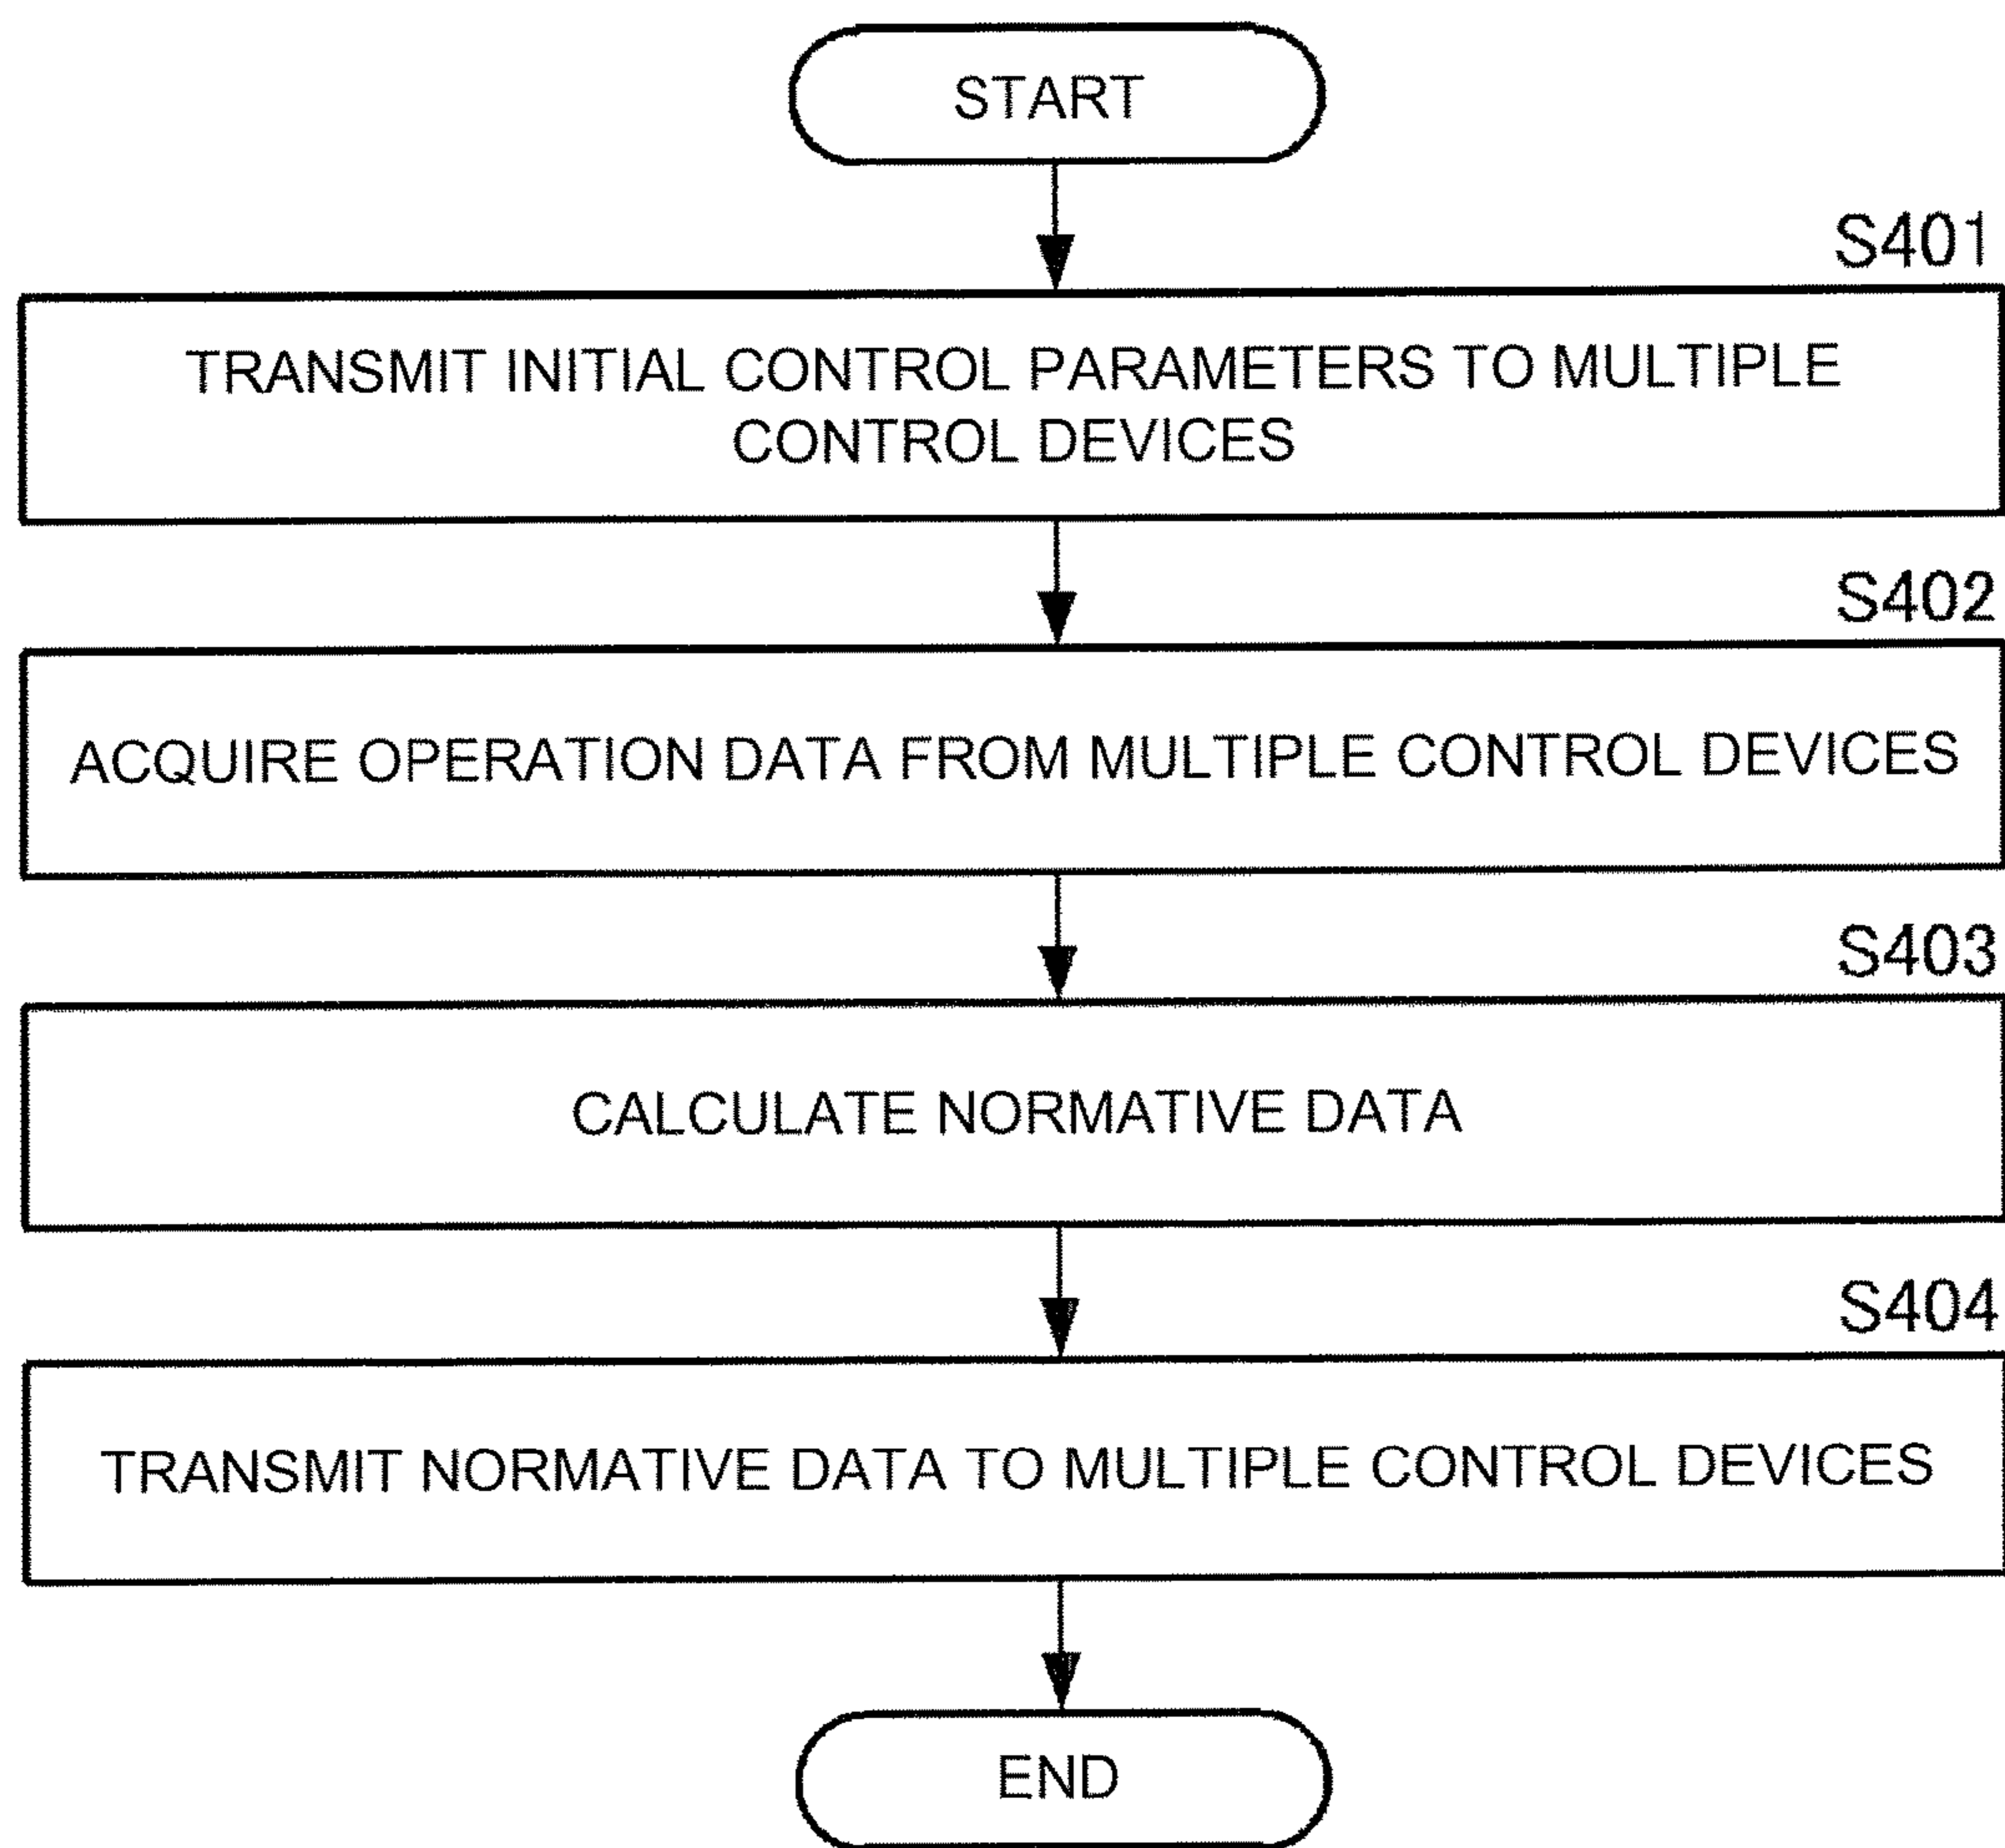 START
S401
TRANSMIT INITIAL CONTROL PARAMETERS TO MULTIPLE
CONTROL DEVICES
S402
ACQUIRE OPERATION DATA FROM MULTIPLE CONTROL DEVICES
S403
CALCULATE NORMATIVE DATA
S404
TRANSMIT NORMATIVE DATA TO MULTIPLE CONTROL DEVICES
END